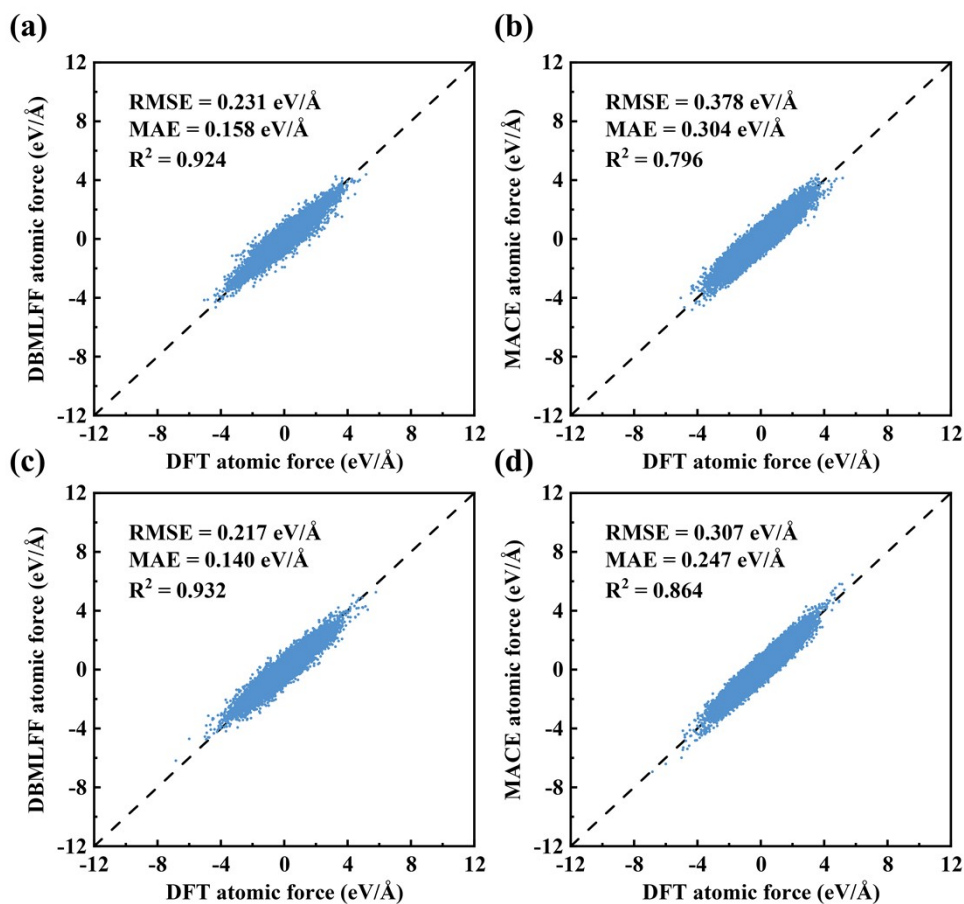 (a)
12
8
4
0
-4
-8
-12
DBMLFF atomic force (eV/Å)
RMSE = 0.231 eV/Å
MAE = 0.158 eV/Å
R² = 0.924
-12 -8 -4 0 4 8 12
DFT atomic force (eV/Å)
(b)
12
8
4
0
-4
-8
-12
MACE atomic force (eV/Å)
RMSE = 0.378 eV/Å
MAE = 0.304 eV/Å
R² = 0.796
-12 -8 -4 0 4 8 12
DFT atomic force (eV/Å)
(c)
12
8
4
0
-4
-8
-12
DBMLFF atomic force (eV/Å)
RMSE = 0.217 eV/Å
MAE = 0.140 eV/Å
R² = 0.932
-12 -8 -4 0 4 8 12
DFT atomic force (eV/Å)
(d)
12
8
4
0
-4
-8
-12
MACE atomic force (eV/Å)
RMSE = 0.307 eV/Å
MAE = 0.247 eV/Å
R² = 0.864
-12 -8 -4 0 4 8 12
DFT atomic force (eV/Å)